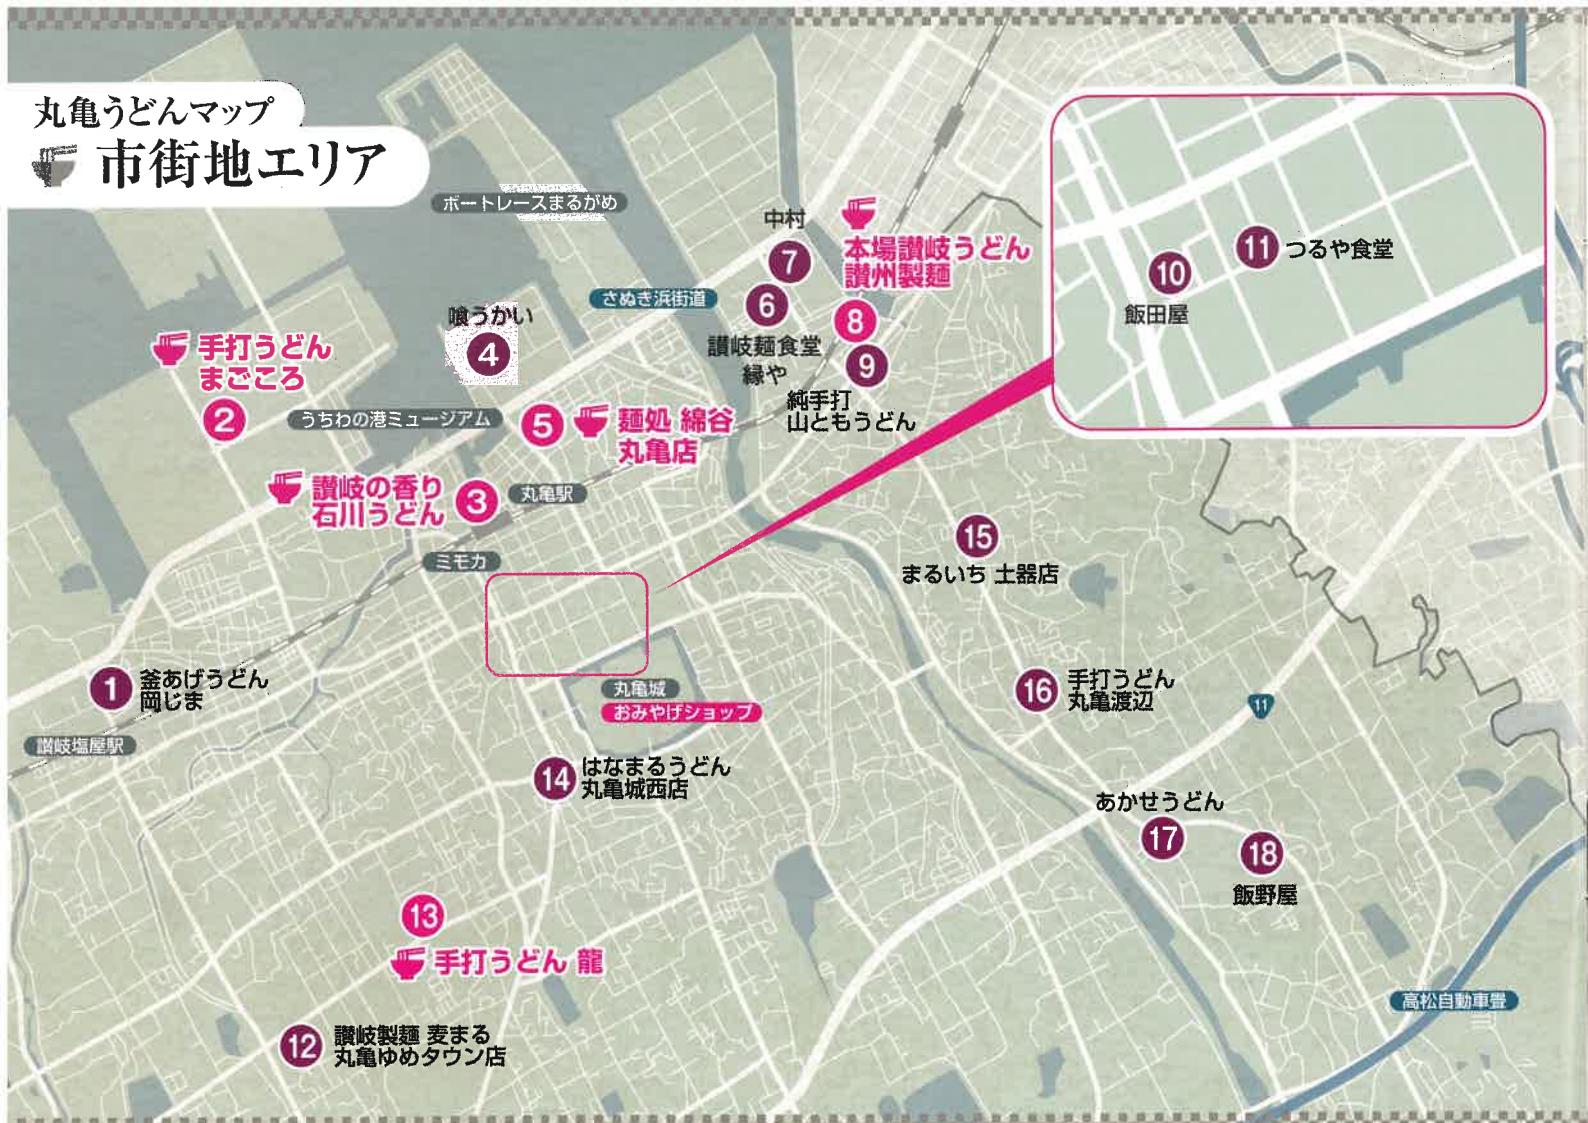 丸亀うどんマップ
市街地エリア
ボートレースまるがめ
中村
7
本場讃岐うどん
讃州製麺
8
さぬき浜街道
6
讃岐麺食堂
縁や
9
純手打
山ともうどん
喰うかい
4
手打うどん
まごころ
2
うちわの港ミュージアム
5
麺処 綿谷
丸亀店
讃岐の香り
石川うどん
3
丸亀駅
ミモカ
10
飯田屋
11
つるや食堂
15
まるいち 土器店
1
釜あげうどん
岡じま
讃岐塩屋駅
丸亀城
おみやげショップ
16
手打うどん
丸亀渡辺
11
14
はなまるうどん
丸亀城西店
あかせうどん
17
18
飯野屋
13
手打うどん 龍
12
讃岐製麺 麦まる
丸亀ゆめタウン店
高松自動車道